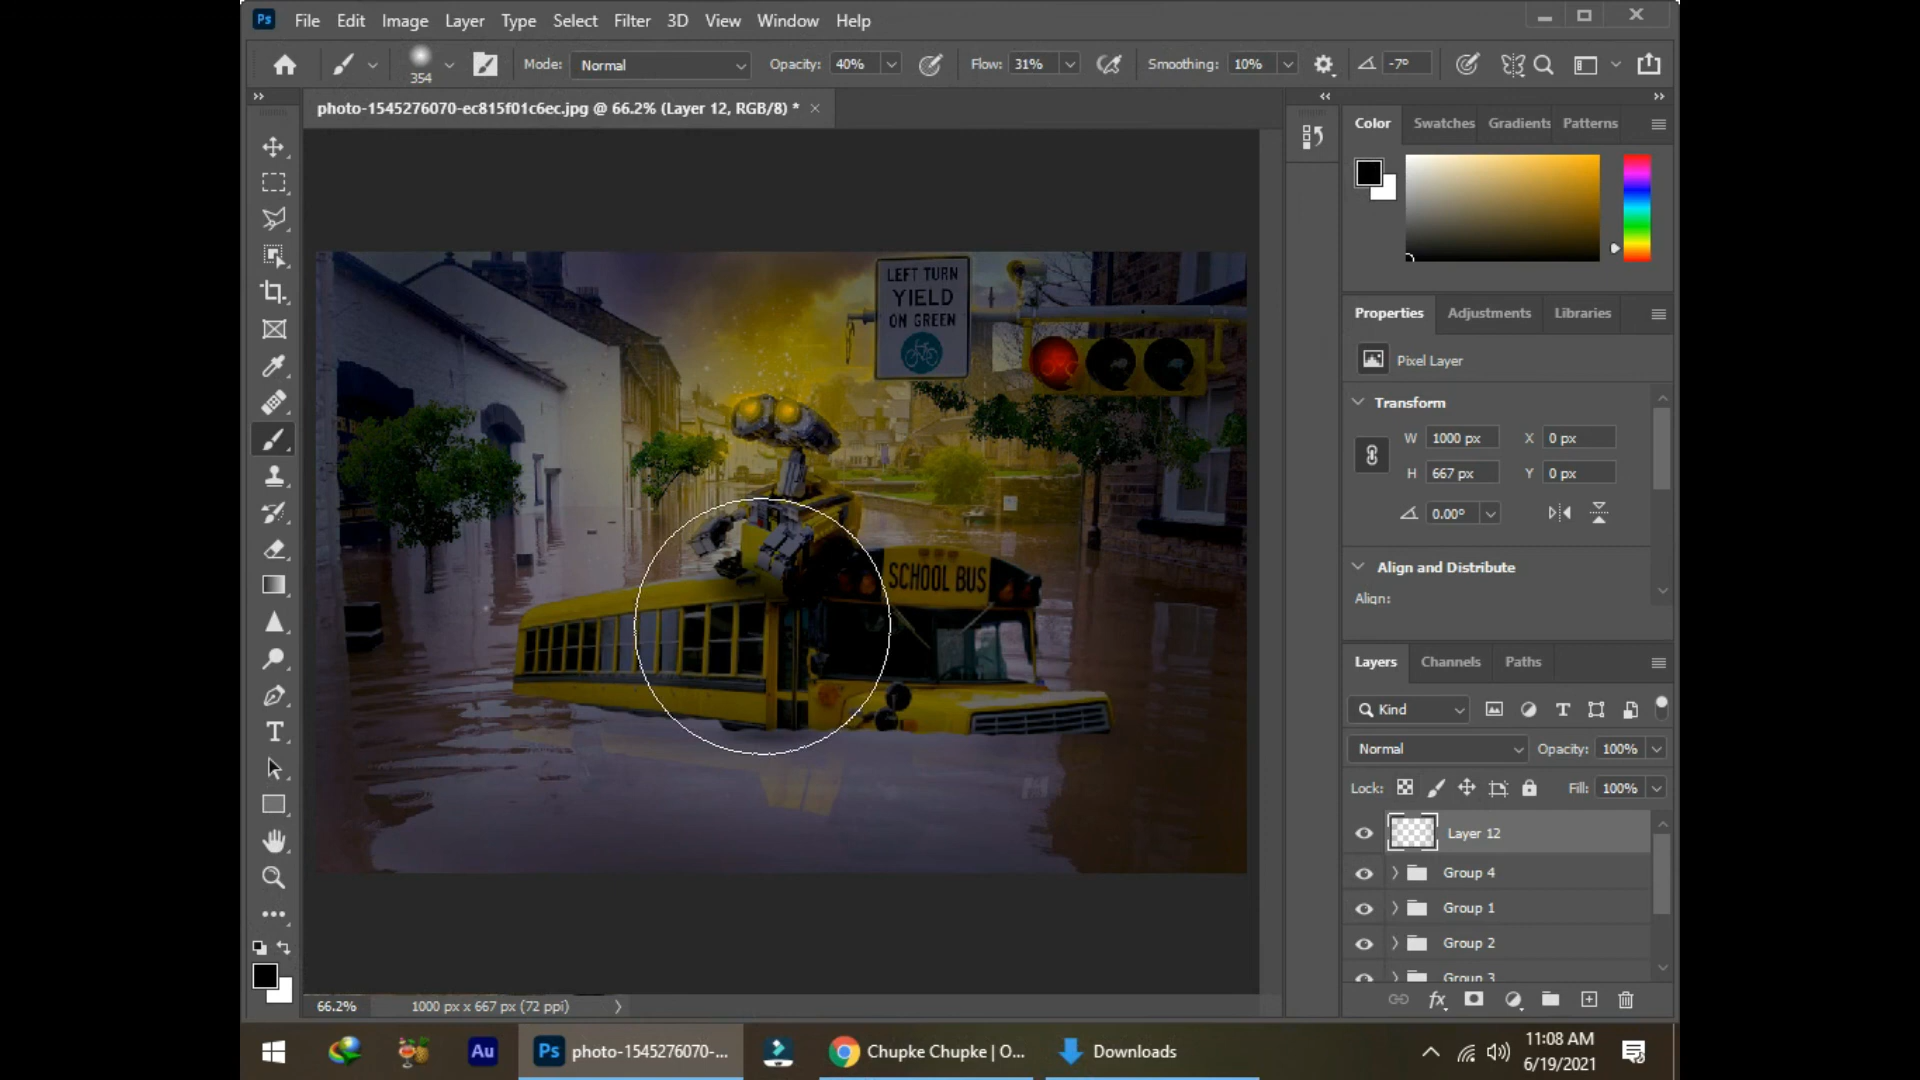 Ps File Edit Image Layer Type Select Filter 3D View Window Help
354 Mode: Normal Opacity: 40% Flow: 31% Smoothing: 10% -7°
photo-1545276070-ec815f01c6ec.jpg @ 66.2% (Layer 12, RGB/8) * ×
Color Swatches Gradients Patterns
LEFT TURN
YIELD
ON GREEN
SCHOOL BUS
Properties Adjustments Libraries
Pixel Layer
Transform
W 1000 px X 0 px
H 667 px Y 0 px
0.00°
Align and Distribute
Align:
Layers Channels Paths
Kind
Normal Opacity: 100%
Lock: Fill: 100%
Layer 12
Group 4
Group 1
Group 2
Group 3
fx
66.2% 1000 px x 667 px (72 ppi)
Au Ps photo-1545276070-... Chupke Chupke | O... Downloads
11:08 AM
6/19/2021